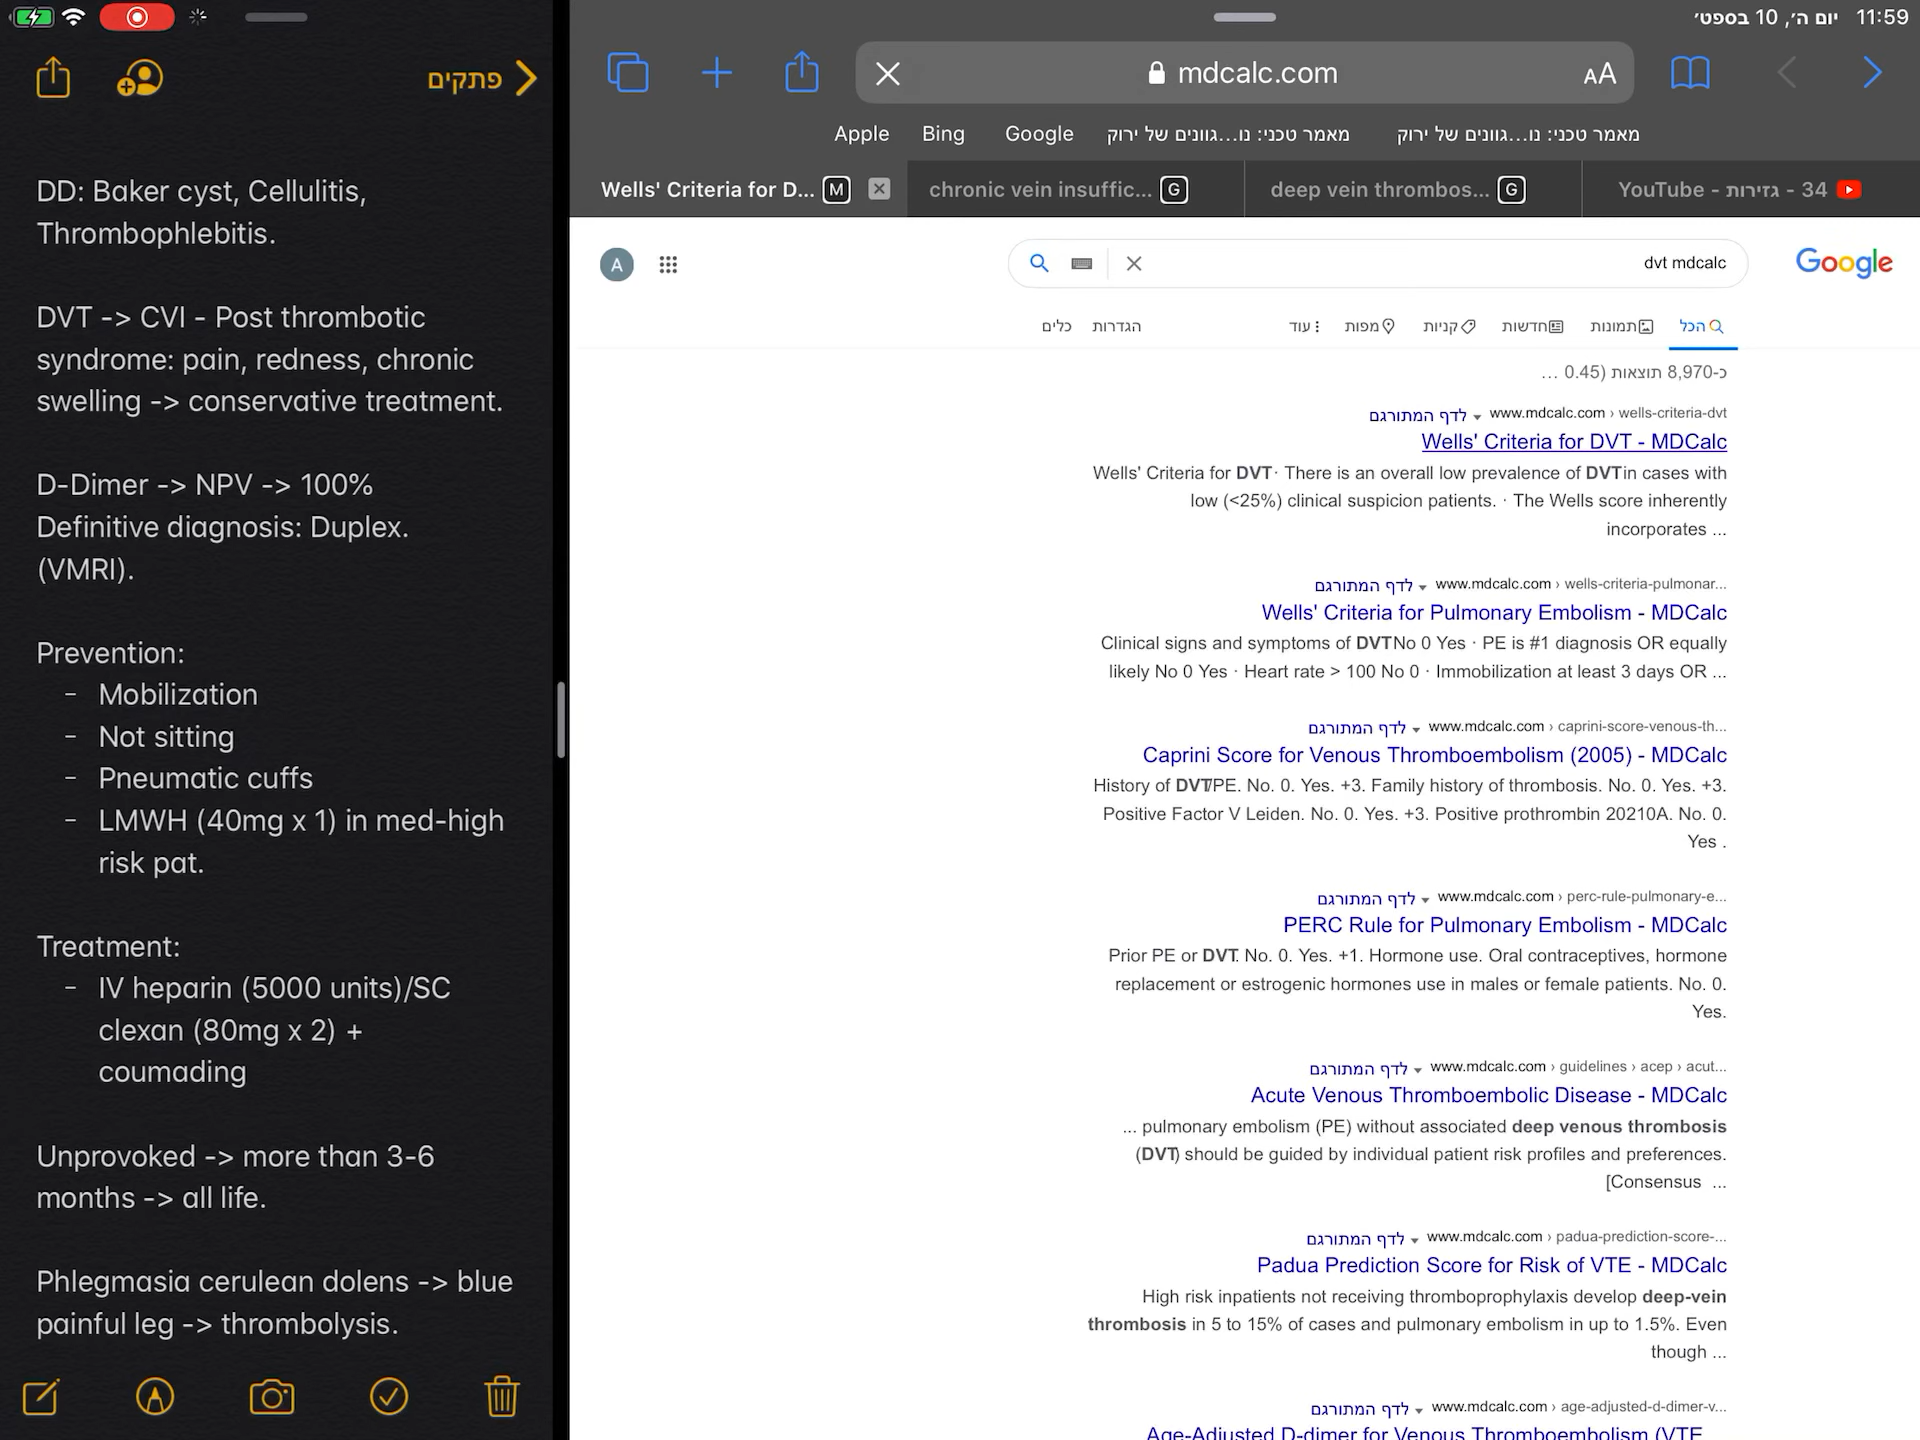 11:59 יום ה׳, 10 בספט׳
פתקים
DD: Baker cyst, Cellulitis,
Thrombophlebitis.
DVT -> CVI - Post thrombotic
syndrome: pain, redness, chronic
swelling -> conservative treatment.
D-Dimer -> NPV -> 100%
Definitive diagnosis: Duplex.
(VMRI).
Prevention:
- Mobilization
- Not sitting
- Pneumatic cuffs
- LMWH (40mg x 1) in med-high
risk pat.
Treatment:
- IV heparin (5000 units)/SC
clexan (80mg x 2) +
coumading
Unprovoked -> more than 3-6
months -> all life.
Phlegmasia cerulean dolens -> blue
painful leg -> thrombolysis.
mdcalc.com AA
Apple Bing Google מאמר טכני: נו...גוונים של ירוק מאמר טכני: נו...גוונים של ירוק
Wells' Criteria for D... M chronic vein insuffic... G deep vein thrombos... G 34 - גזירות - YouTube
A dvt mdcalc Google
הכל תמונות חדשות קניות מפות עוד הגדרות כלים
כ-8,970 תוצאות (0.45 ...
www.mdcalc.com › wells-criteria-dvt לדף המתורגם
Wells' Criteria for DVT - MDCalc
Wells' Criteria for DVT · There is an overall low prevalence of DVT in cases with
low (<25%) clinical suspicion patients. · The Wells score inherently
incorporates ...
www.mdcalc.com › wells-criteria-pulmonar... לדף המתורגם
Wells' Criteria for Pulmonary Embolism - MDCalc
Clinical signs and symptoms of DVT No 0 Yes · PE is #1 diagnosis OR equally
likely No 0 Yes · Heart rate > 100 No 0 · Immobilization at least 3 days OR ...
www.mdcalc.com › caprini-score-venous-th... לדף המתורגם
Caprini Score for Venous Thromboembolism (2005) - MDCalc
History of DVT/PE. No. 0. Yes. +3. Family history of thrombosis. No. 0. Yes. +3.
Positive Factor V Leiden. No. 0. Yes. +3. Positive prothrombin 20210A. No. 0.
Yes .
www.mdcalc.com › perc-rule-pulmonary-e... לדף המתורגם
PERC Rule for Pulmonary Embolism - MDCalc
Prior PE or DVT. No. 0. Yes. +1. Hormone use. Oral contraceptives, hormone
replacement or estrogenic hormones use in males or female patients. No. 0.
Yes.
www.mdcalc.com › guidelines › acep › acut... לדף המתורגם
Acute Venous Thromboembolic Disease - MDCalc
... pulmonary embolism (PE) without associated deep venous thrombosis
(DVT) should be guided by individual patient risk profiles and preferences.
[Consensus ...
www.mdcalc.com › padua-prediction-score-... לדף המתורגם
Padua Prediction Score for Risk of VTE - MDCalc
High risk inpatients not receiving thromboprophylaxis develop deep-vein
thrombosis in 5 to 15% of cases and pulmonary embolism in up to 1.5%. Even
though ...
www.mdcalc.com › age-adjusted-d-dimer-v... לדף המתורגם
Age-Adjusted D-dimer for Venous Thromboembolism (VTE ...